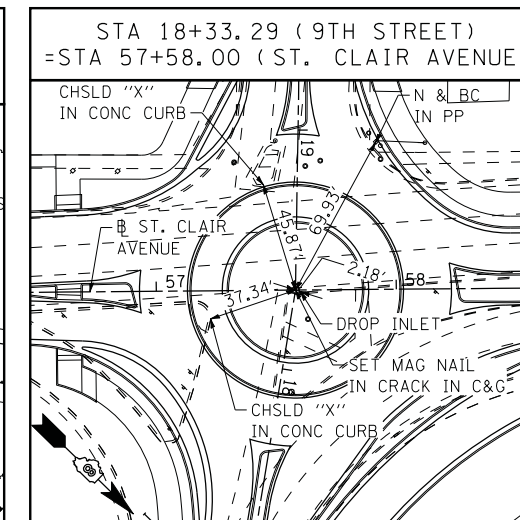 STA 18+33.29 (9TH STREET)
=STA 57+58.00 (ST. CLAIR AVENUE
CHSLD "X"
IN CONC CURB
N & BC
IN PP
19
69.93'
45.87'
B ST. CLAIR
AVENUE
57
37.34'
2.18'
58
DROP INLET
SET MAG NAIL
IN CRACK IN C&G
18
CHSLD "X"
IN CONC CURB